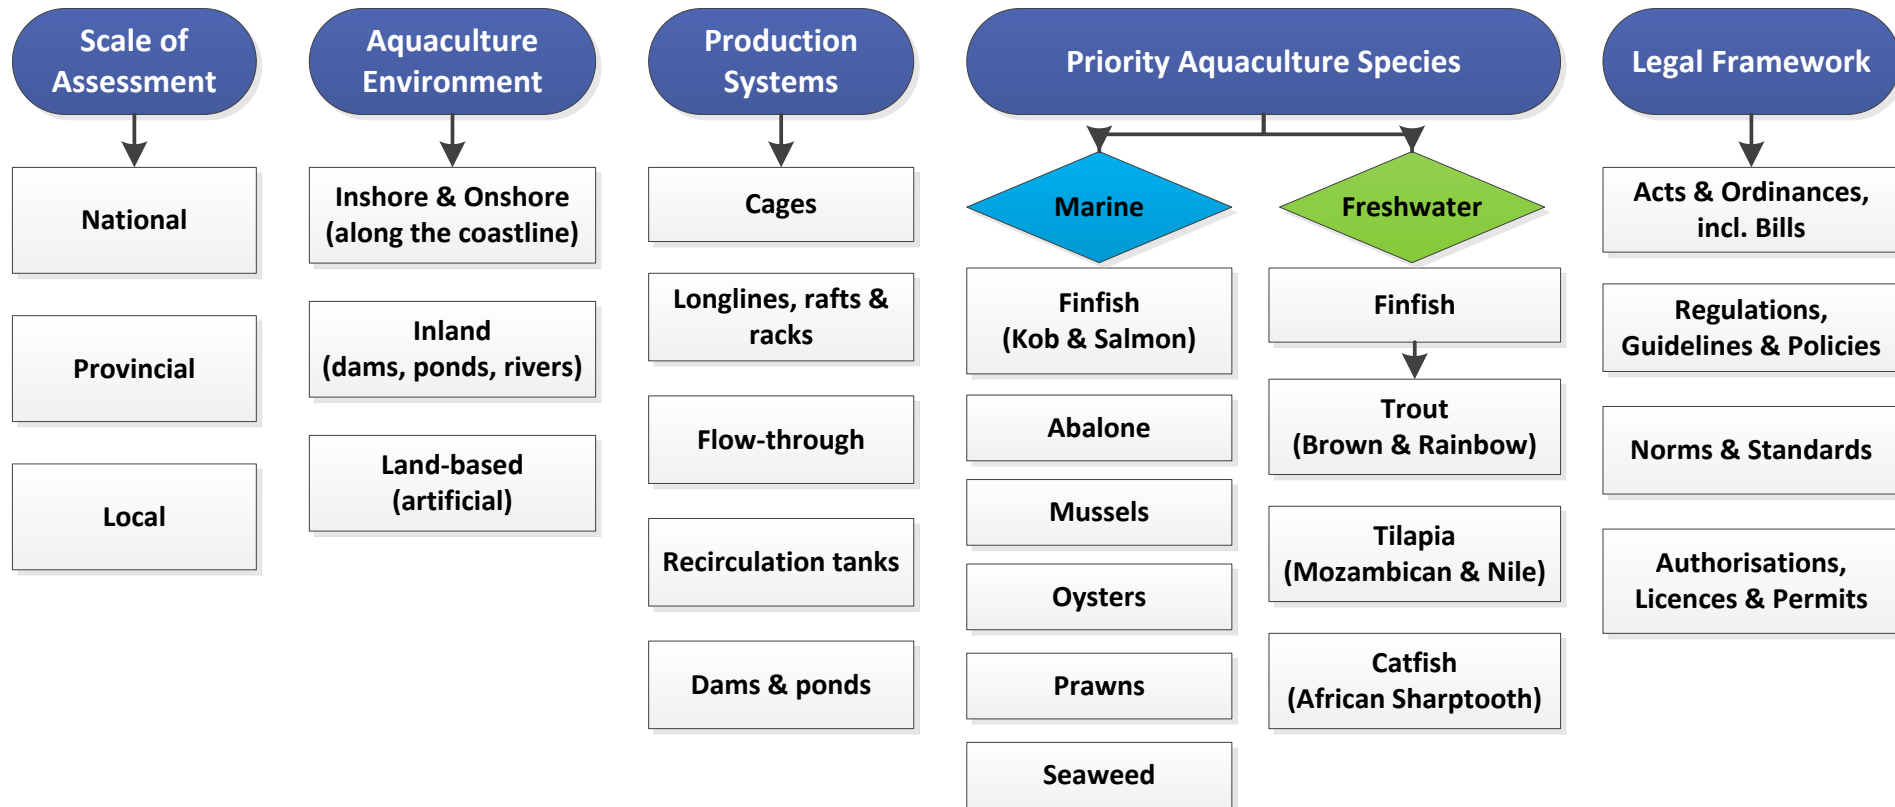 Scale of
Assessment
National
Provincial
Local
Aquaculture
Environment
Inshore & Onshore
(along the coastline)
Inland
(dams, ponds, rivers)
Land-based
(artificial)
Production
Systems
Cages
Longlines, rafts &
racks
Flow-through
Recirculation tanks
Dams & ponds
Priority Aquaculture Species
Marine
Finfish
(Kob & Salmon)
Abalone
Mussels
Oysters
Prawns
Seaweed
Freshwater
Finfish
Trout
(Brown & Rainbow)
Tilapia
(Mozambican & Nile)
Catfish
(African Sharptooth)
Legal Framework
Acts & Ordinances,
incl. Bills
Regulations,
Guidelines & Policies
Norms & Standards
Authorisations,
Licences & Permits